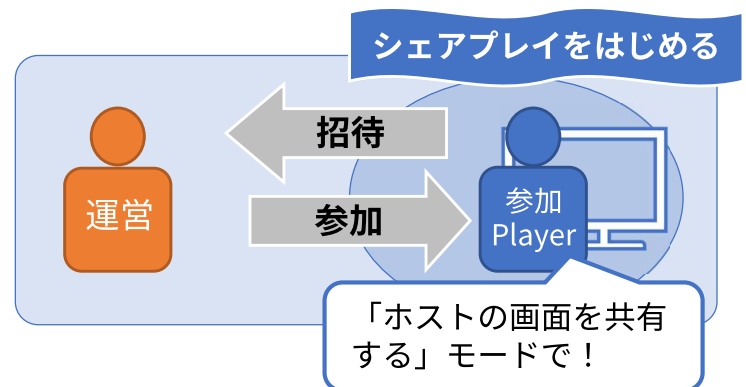 シェアプレイをはじめる
招待
運営
参加
参加
Player
「ホストの画面を共有
する」モードで！